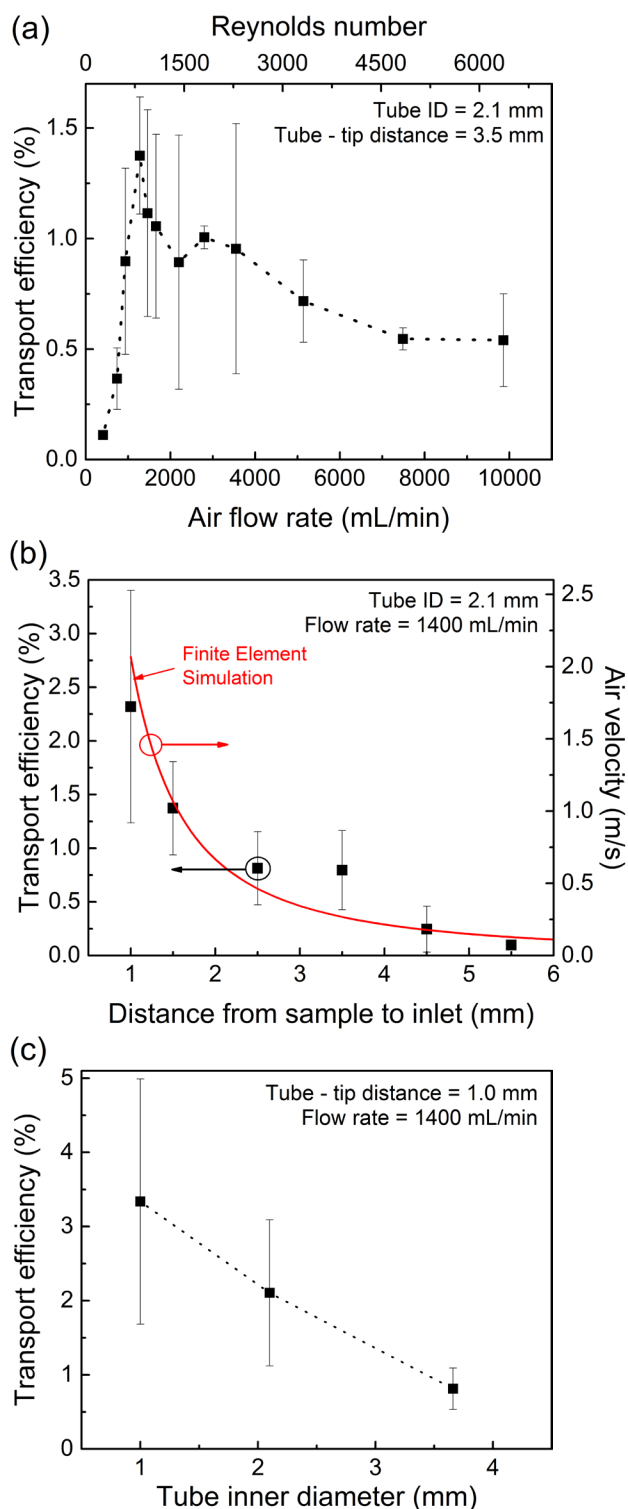 (a)
Reynolds number
0 1500 3000 4500 6000
Tube ID = 2.1 mm
Tube - tip distance = 3.5 mm
Transport efficiency (%)
1.5
1.0
0.5
0.0
0 2000 4000 6000 8000 10000
Air flow rate (mL/min)
(b)
Tube ID = 2.1 mm
Flow rate = 1400 mL/min
Finite Element
Simulation
Transport efficiency (%)
3.5
3.0
2.5
2.0
1.5
1.0
0.5
0.0
Air velocity (m/s)
2.5
2.0
1.5
1.0
0.5
0.0
1 2 3 4 5 6
Distance from sample to inlet (mm)
(c)
Tube - tip distance = 1.0 mm
Flow rate = 1400 mL/min
Transport efficiency (%)
5
4
3
2
1
0
1 2 3 4
Tube inner diameter (mm)